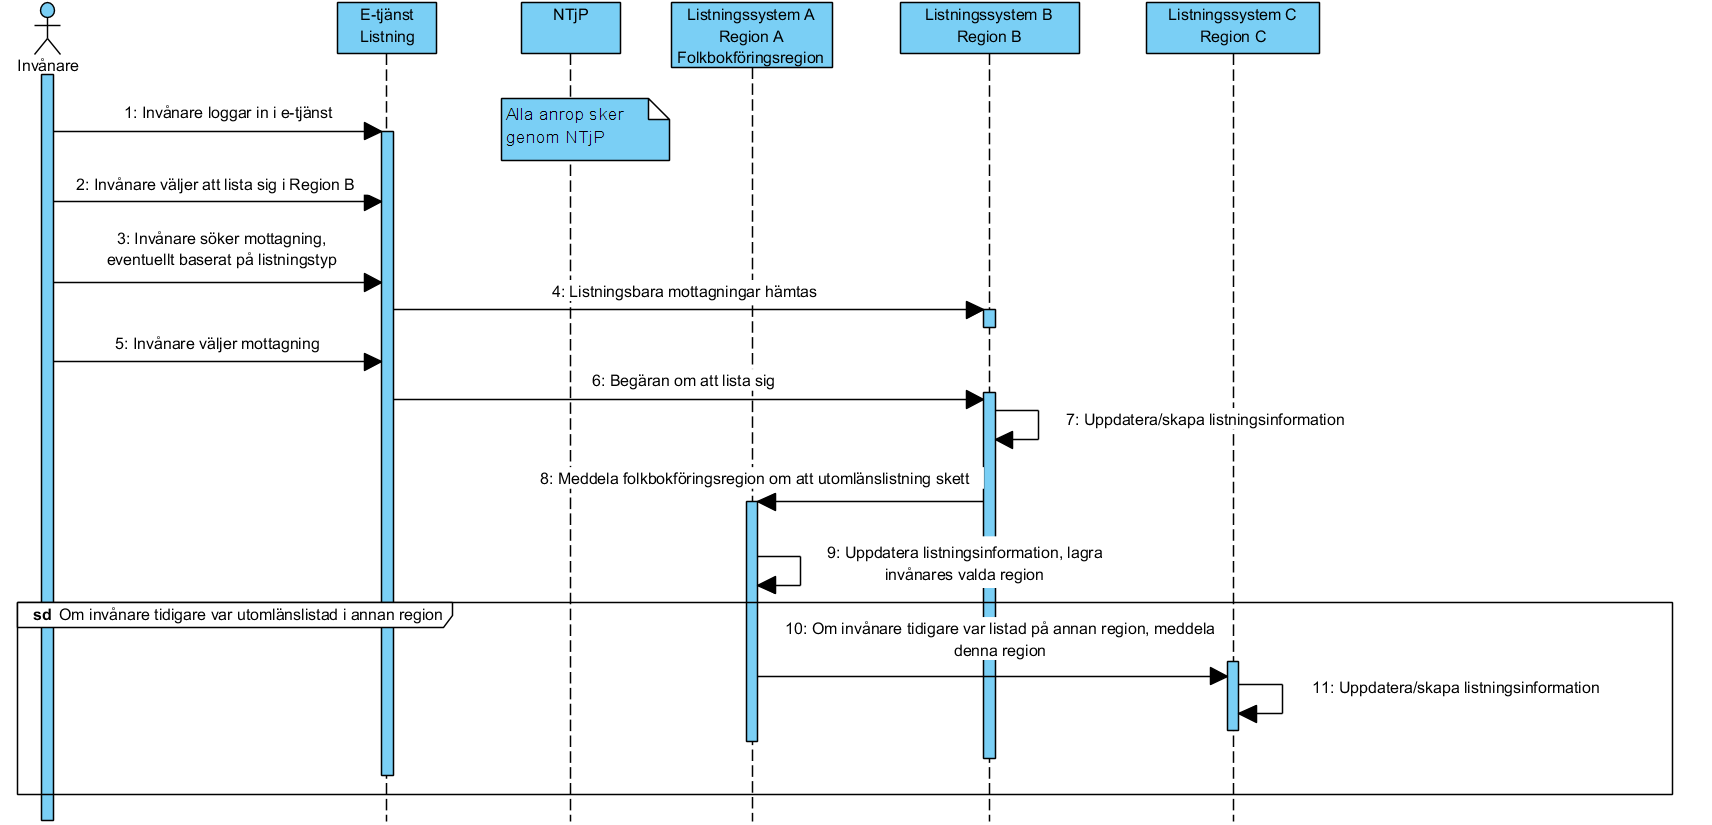 Invånare
E-tjänst
Listning
NTjP
Listningssystem A
Region A
Folkbokföringsregion
Listningssystem B
Region B
Listningssystem C
Region C
Alla anrop sker
genom NTjP
1: Invånare loggar in i e-tjänst
2: Invånare väljer att lista sig i Region B
3: Invånare söker mottagning,
eventuellt baserat på listningstyp
4: Listningsbara mottagningar hämtas
5: Invånare väljer mottagning
6: Begäran om att lista sig
7: Uppdatera/skapa listningsinformation
8: Meddela folkbokföringsregion om att utomlänslistning skett
9: Uppdatera listningsinformation, lagra
invånares valda region
sd Om invånare tidigare var utomlänslistad i annan region
10: Om invånare tidigare var listad på annan region, meddela
denna region
11: Uppdatera/skapa listningsinformation